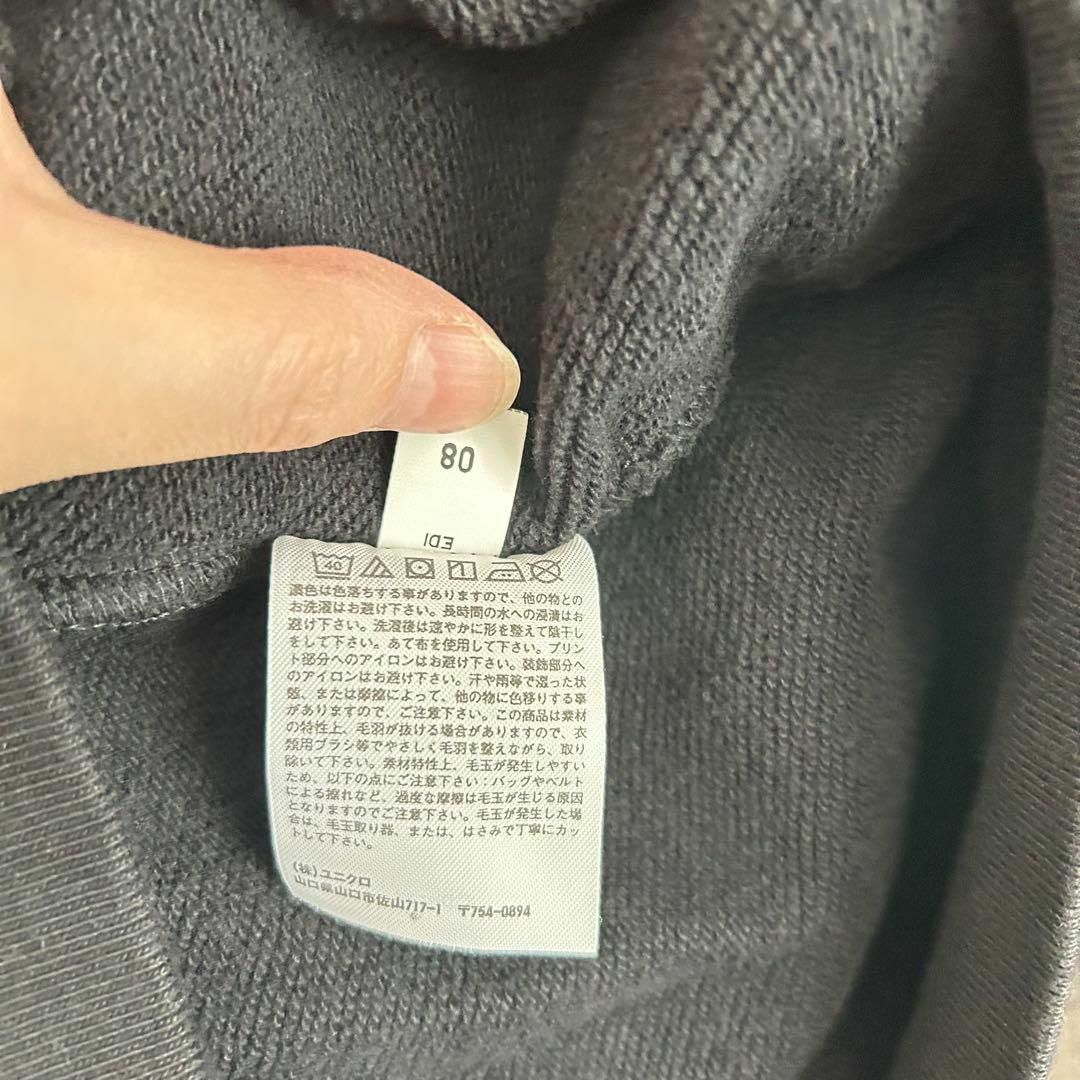 08
EDI
40
濃色は色落ちする事がありますので、他の物との
お洗濯はお避け下さい。長時間の水への浸漬はお
避け下さい。洗濯後は速やかに形を整えて陰干し
をして下さい。あて布を使用して下さい。プリン
ト部分へのアイロンはお避け下さい。装飾部分へ
のアイロンはお避け下さい。汗や雨等で湿った状
態、または摩擦によって、他の物に色移りする事
がありますので、ご注意下さい。この商品は素材
の特性上、毛羽が抜ける場合がありますので、衣
類用ブラシ等でやさしく毛羽を整えながら、取り
除いて下さい。素材特性上、毛玉が発生しやすい
ため、以下の点にご注意下さい：バッグやベルト
による擦れなど、過度な摩擦は毛玉が生じる原因
となりますのでご注意下さい。毛玉が発生した場
合は、毛玉取り器、または、はさみで丁寧にカッ
トして下さい。
(株)ユニクロ
山口県山口市佐山717-1 〒754-0894